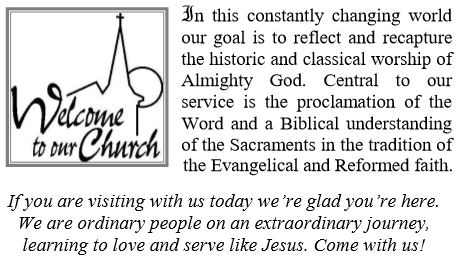 Welcome
to our Church
In this constantly changing world
our goal is to reflect and recapture
the historic and classical worship of
Almighty God. Central to our
service is the proclamation of the
Word and a Biblical understanding
of the Sacraments in the tradition of
the Evangelical and Reformed faith.
If you are visiting with us today we’re glad you’re here.
We are ordinary people on an extraordinary journey,
learning to love and serve like Jesus. Come with us!